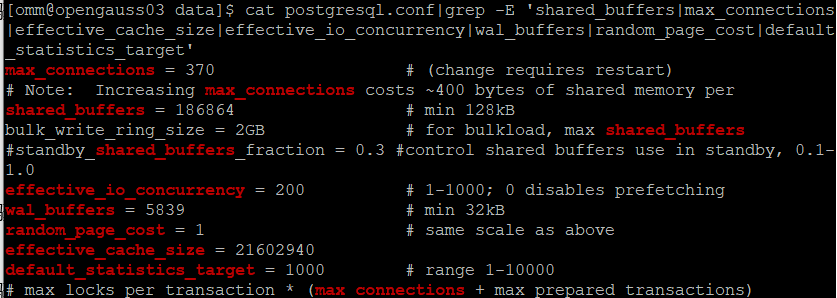 [omm@opengauss03 data]$ cat postgresql.conf|grep -E 'shared_buffers|max_connections
|effective_cache_size|effective_io_concurrency|wal_buffers|random_page_cost|default
_statistics_target'
max_connections = 370 # (change requires restart)
# Note: Increasing max_connections costs ~400 bytes of shared memory per
shared_buffers = 186864 # min 128kB
bulk_write_ring_size = 2GB # for bulkload, max shared_buffers
#standby_shared_buffers_fraction = 0.3 #control shared buffers use in standby, 0.1-
1.0
effective_io_concurrency = 200 # 1-1000; 0 disables prefetching
wal_buffers = 5839 # min 32kB
random_page_cost = 1 # same scale as above
effective_cache_size = 21602940
default_statistics_target = 1000 # range 1-10000
# max_locks_per_transaction * (max_connections + max_prepared_transactions)